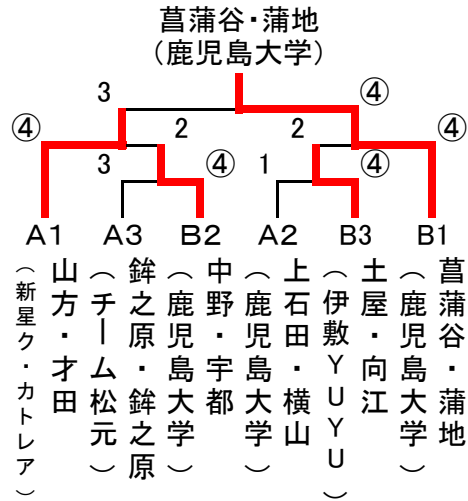 菖蒲谷・蒲地
（鹿児島大学）
3
④
④
2
2
④
3
④
1
④
A1
A3
B2
A2
B3
B1
山方・才田
（新星ク・カトレア）
鉾之原・鉾之原
（チーム松元）
中野・宇都
（鹿児島大学）
上石田・横山
（鹿児島大学）
土屋・向江
（伊敷YUYU）
菖蒲谷・蒲地
（鹿児島大学）